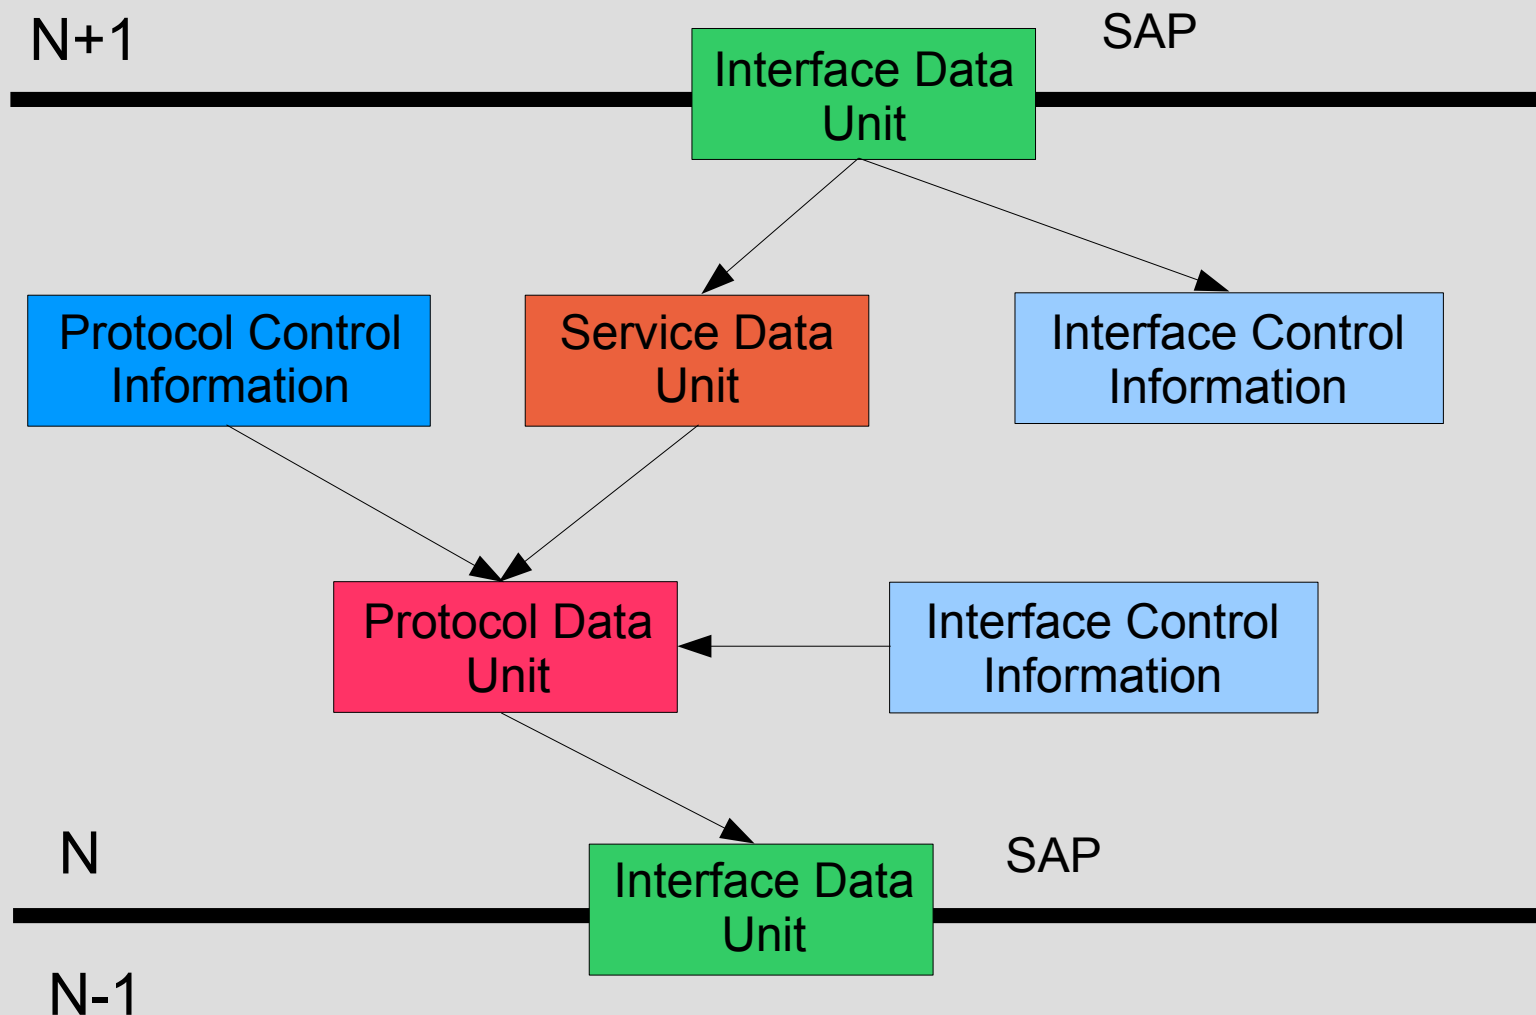 N+1
SAP
Interface Data
Unit
Protocol Control
Information
Service Data
Unit
Interface Control
Information
Protocol Data
Unit
Interface Control
Information
N
SAP
Interface Data
Unit
N-1